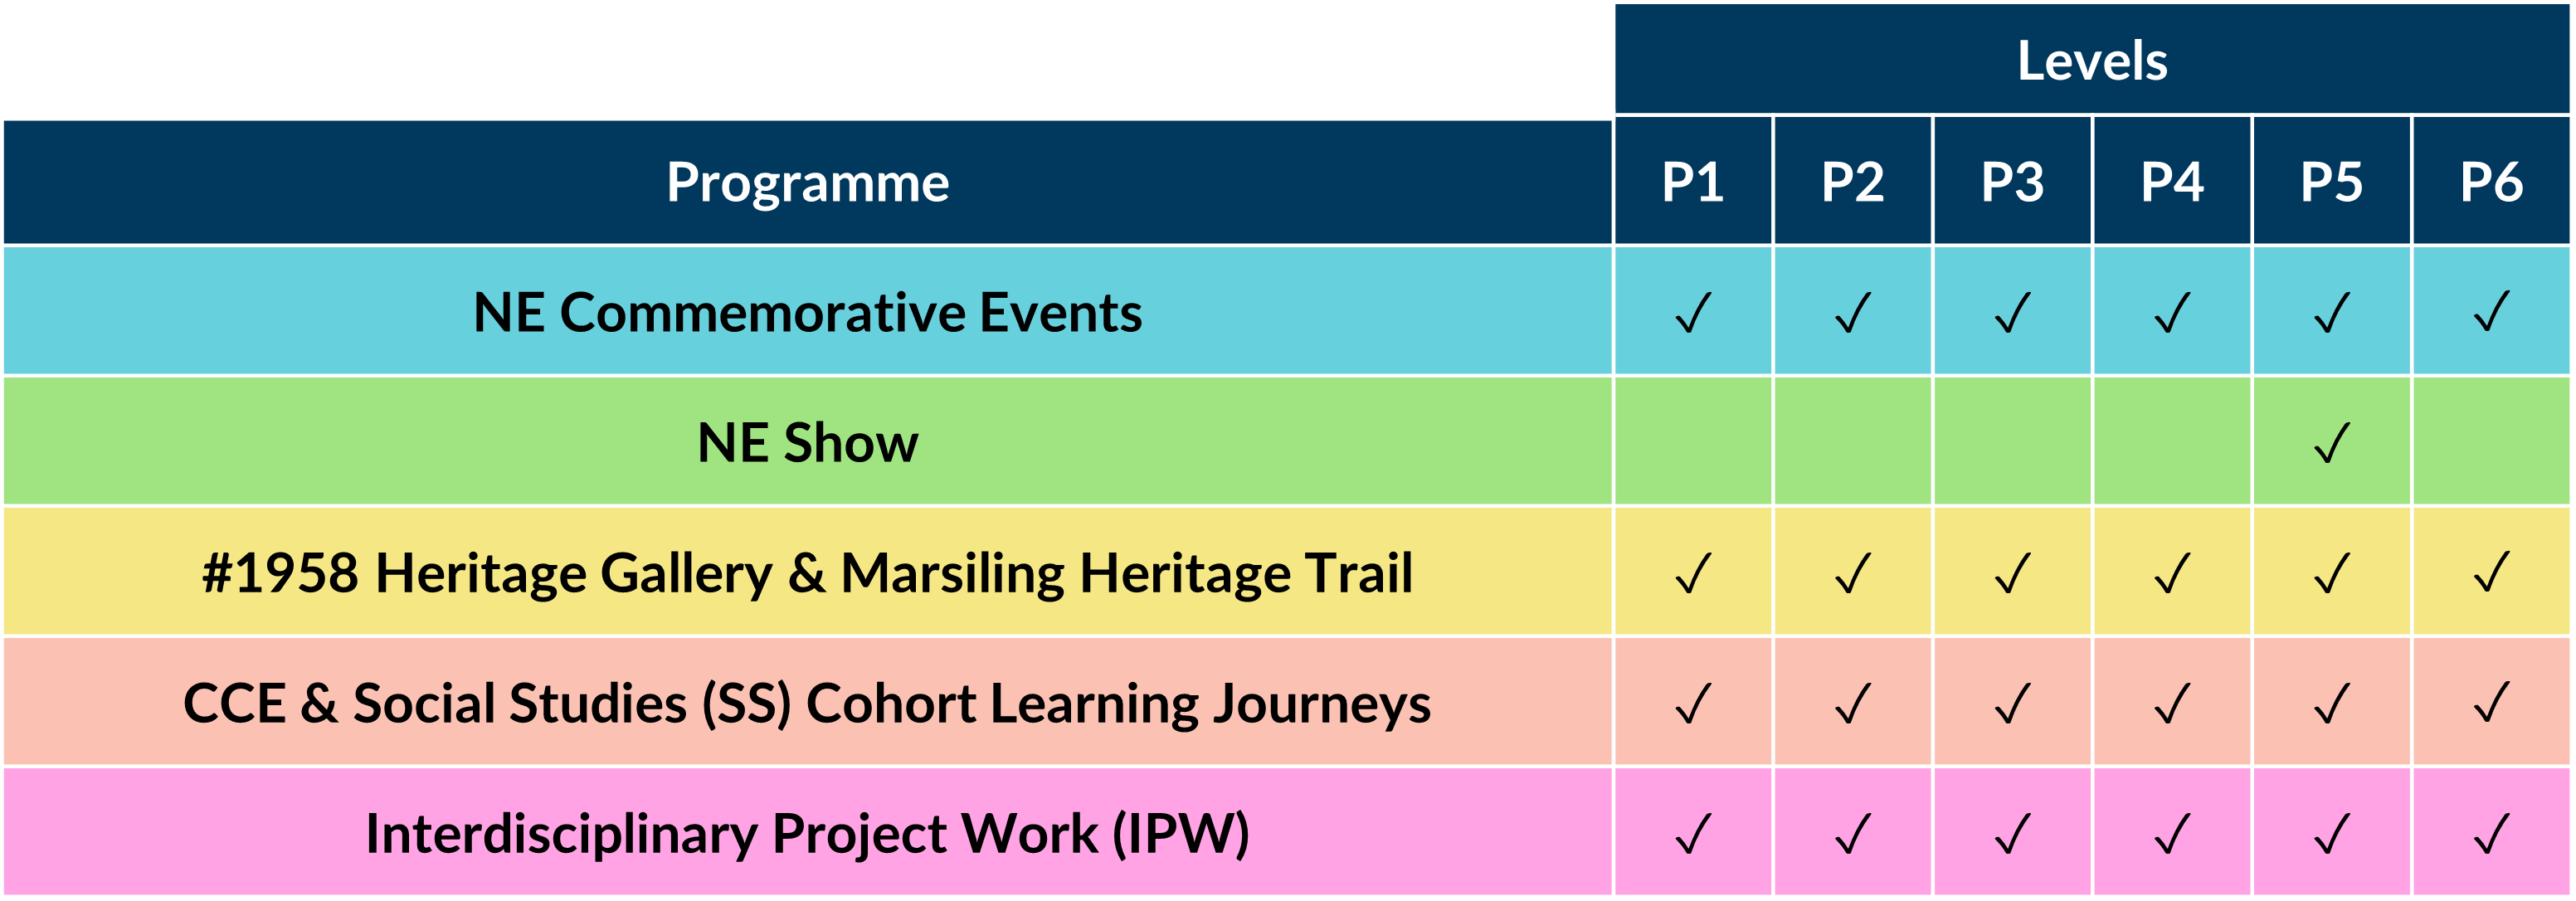 Levels
Programme P1 P2 P3 P4 P5 P6
NE Commemorative Events ✓ ✓ ✓ ✓ ✓ ✓
NE Show ✓
#1958 Heritage Gallery & Marsiling Heritage Trail ✓ ✓ ✓ ✓ ✓ ✓
CCE & Social Studies (SS) Cohort Learning Journeys ✓ ✓ ✓ ✓ ✓ ✓
Interdisciplinary Project Work (IPW) ✓ ✓ ✓ ✓ ✓ ✓